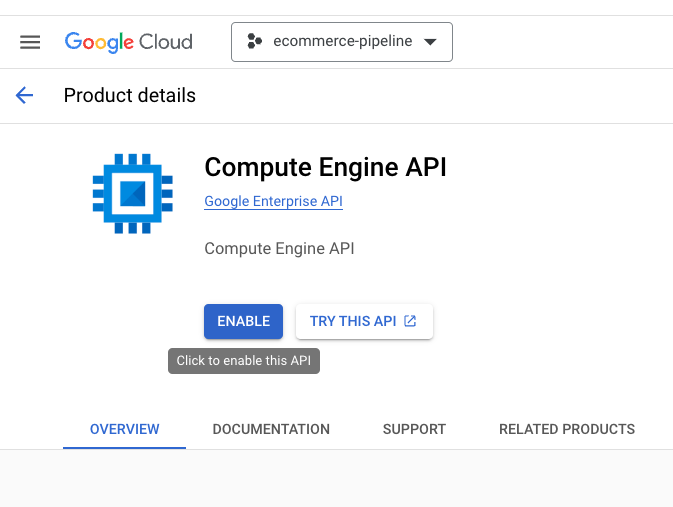 Google Cloud
ecommerce-pipeline
Product details
Compute Engine API
Google Enterprise API
Compute Engine API
ENABLE
TRY THIS API
Click to enable this API
OVERVIEW
DOCUMENTATION
SUPPORT
RELATED PRODUCTS